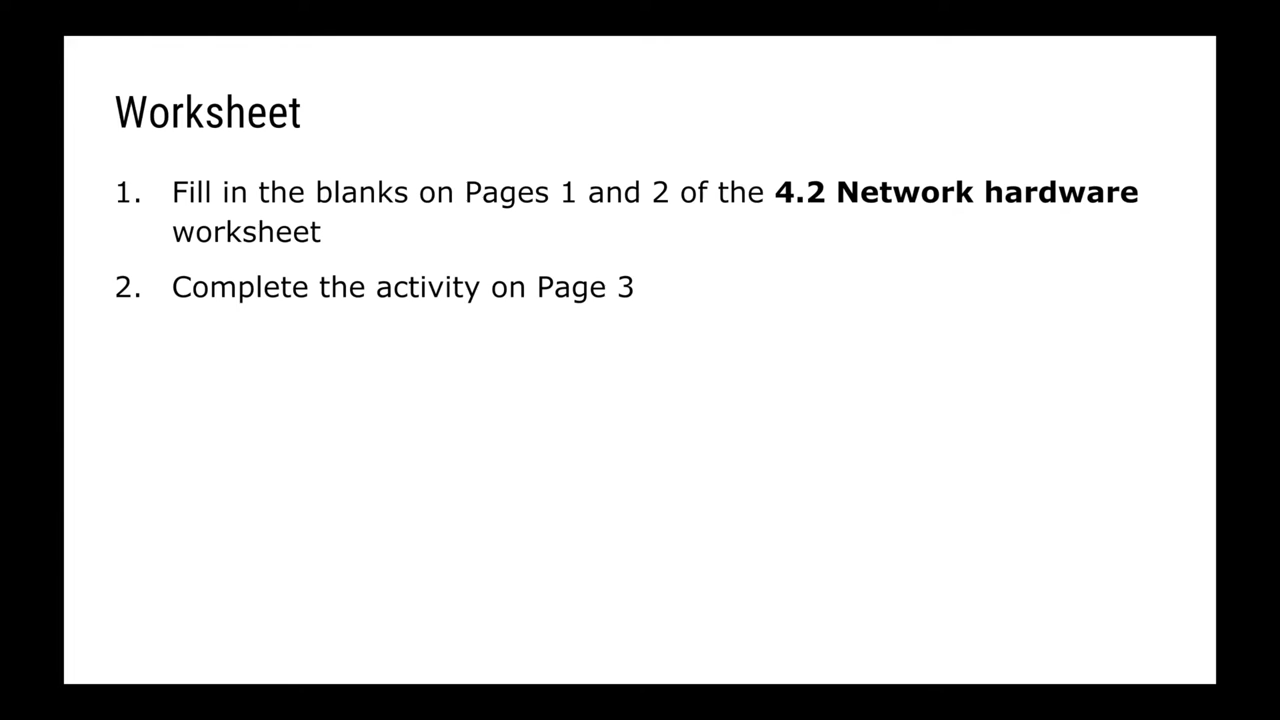 Worksheet
1. Fill in the blanks on Pages 1 and 2 of the 4.2 Network hardware
worksheet
2. Complete the activity on Page 3